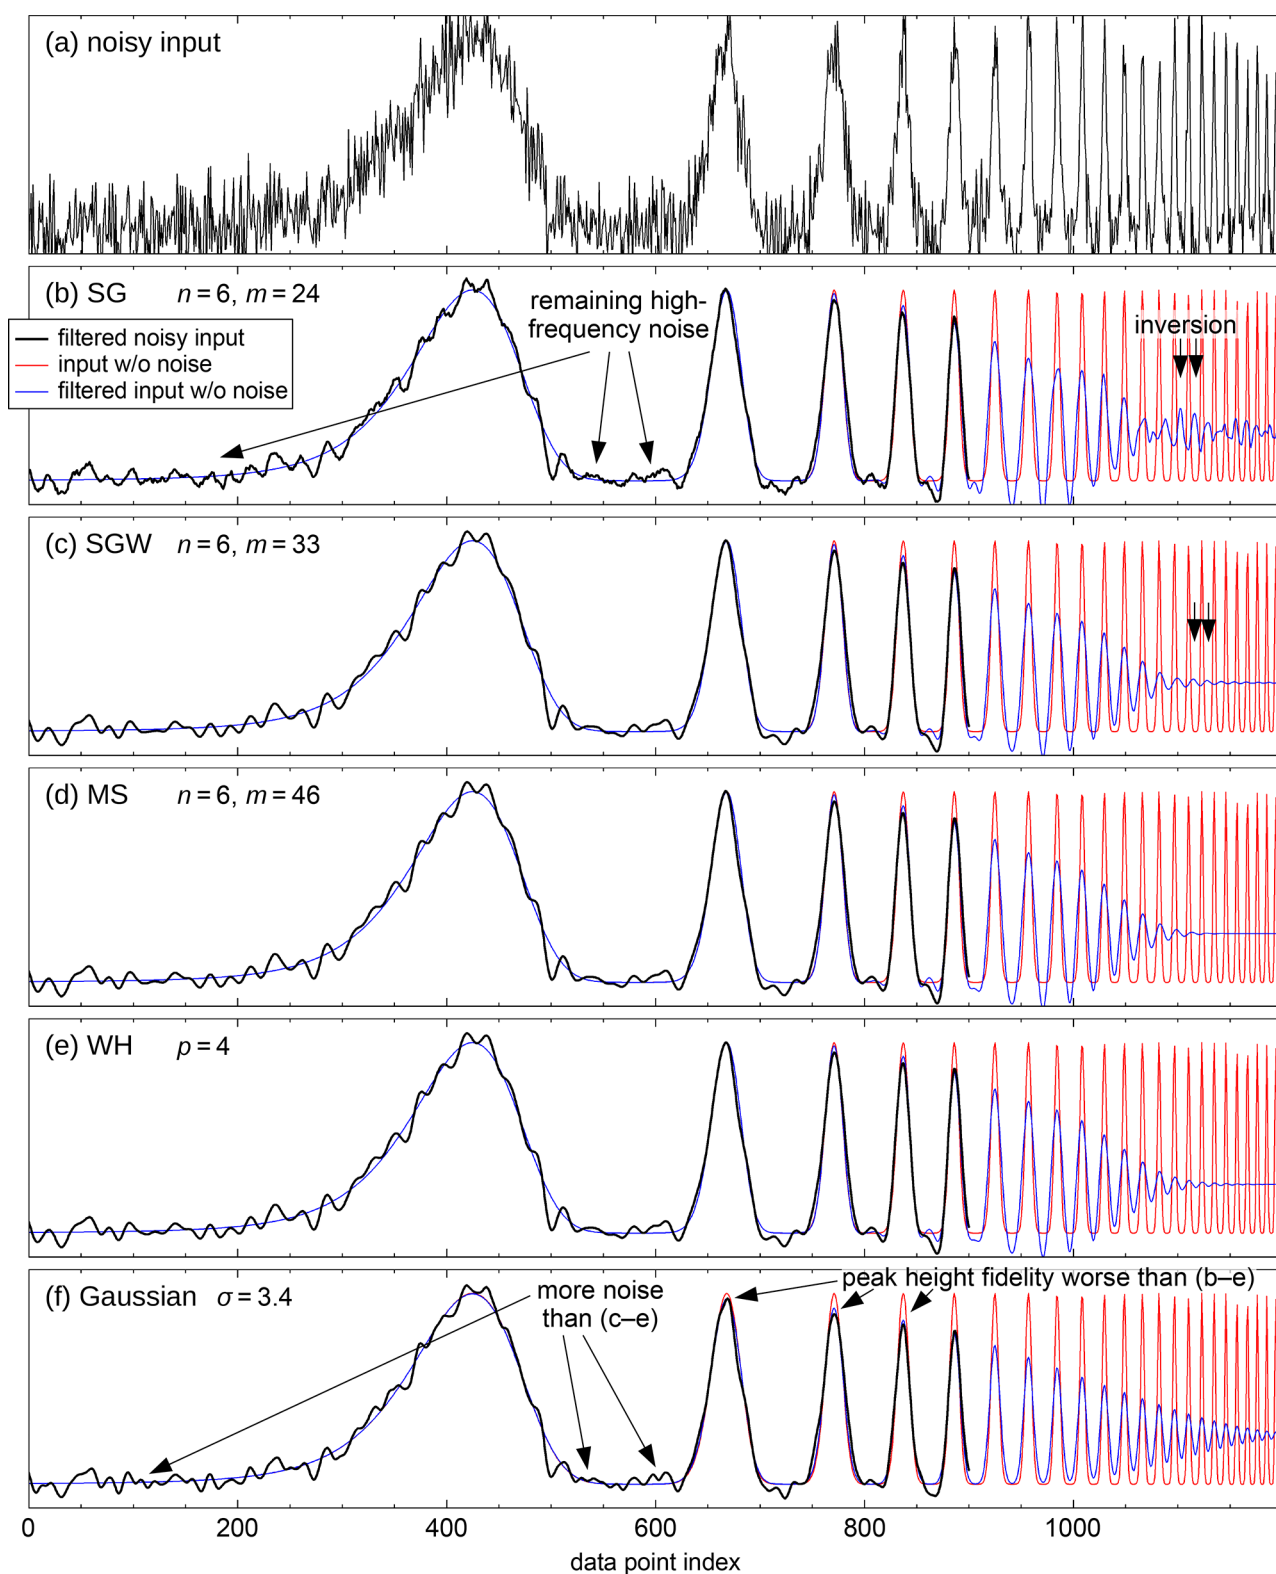 (a) noisy input
(b) SG n = 6, m = 24
remaining high-
frequency noise
inversion
filtered noisy input
input w/o noise
filtered input w/o noise
(c) SGW n = 6, m = 33
(d) MS n = 6, m = 46
(e) WH p = 4
(f) Gaussian σ = 3.4
more noise
than (c–e)
peak height fidelity worse than (b–e)
0 200 400 600 800 1000
data point index